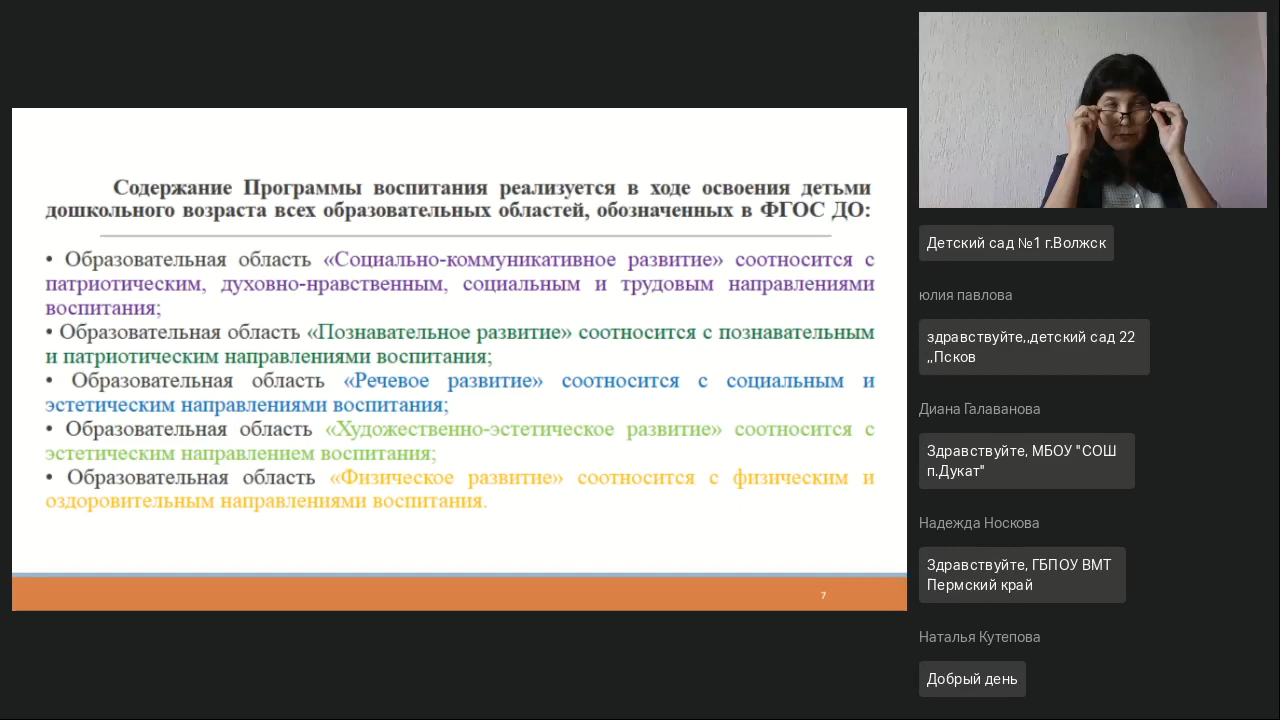 Содержание Программы воспитания реализуется в ходе освоения детьми
дошкольного возраста всех образовательных областей, обозначенных в ФГОС ДО:
• Образовательная область «Социально-коммуникативное развитие» соотносится с
патриотическим, духовно-нравственным, социальным и трудовым направлениями
воспитания;
• Образовательная область «Познавательное развитие» соотносится с познавательным
и патриотическим направлениями воспитания;
• Образовательная область «Речевое развитие» соотносится с социальным и
эстетическим направлениями воспитания;
• Образовательная область «Художественно-эстетическое развитие» соотносится с
эстетическим направлением воспитания;
• Образовательная область «Физическое развитие» соотносится с физическим и
оздоровительным направлениями воспитания.
7
Детский сад №1 г.Волжск
юлия павлова
здравствуйте,,детский сад 22
,,Псков
Диана Галаванова
Здравствуйте, МБОУ "СОШ
п.Дукат"
Надежда Носкова
Здравствуйте, ГБПОУ ВМТ
Пермский край
Наталья Кутепова
Добрый день